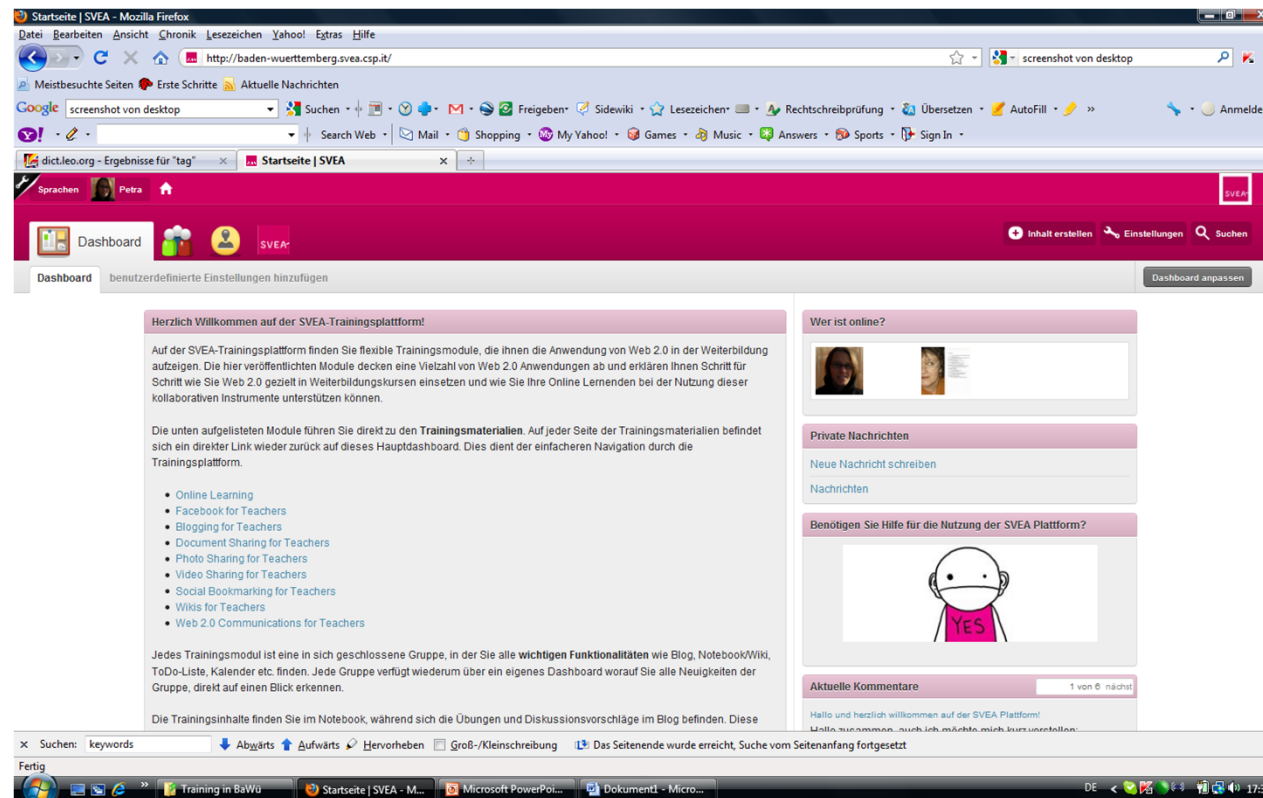 Startseite | SVEA - Mozilla Firefox
Datei Bearbeiten Ansicht Chronik Lesezeichen Yahoo! Extras Hilfe
http://baden-wuerttemberg.svea.csp.it/ screenshot von desktop
Meistbesuchte Seiten Erste Schritte Aktuelle Nachrichten
Google screenshot von desktop Suchen Freigeben Sidewiki Lesezeichen Rechtschreibprüfung Übersetzen AutoFill » Anmelde
Y! Search Web Mail Shopping My Yahoo! Games Music Answers Sports Sign In
dict.leo.org - Ergebnisse für "tag" Startseite | SVEA
Sprachen Petra SVEA
Dashboard SVEA Inhalt erstellen Einstellungen Suchen
Dashboard benutzerdefinierte Einstellungen hinzufügen Dashboard anpassen
Herzlich Willkommen auf der SVEA-Trainingsplattform!
Auf der SVEA-Trainingsplattform finden Sie flexible Trainingsmodule, die ihnen die Anwendung von Web 2.0 in der Weiterbildung
aufzeigen. Die hier veröffentlichten Module decken eine Vielzahl von Web 2.0 Anwendungen ab und erklären Ihnen Schritt für
Schritt wie Sie Web 2.0 gezielt in Weiterbildungskursen einsetzen und wie Sie Ihre Online Lernenden bei der Nutzung dieser
kollaborativen Instrumente unterstützen können.
Die unten aufgelisteten Module führen Sie direkt zu den Trainingsmaterialien. Auf jeder Seite der Trainingsmaterialien befindet
sich ein direkter Link wieder zurück auf dieses Hauptdashboard. Dies dient der einfacheren Navigation durch die
Trainingsplattform.
• Online Learning
• Facebook for Teachers
• Blogging for Teachers
• Document Sharing for Teachers
• Photo Sharing for Teachers
• Video Sharing for Teachers
• Social Bookmarking for Teachers
• Wikis for Teachers
• Web 2.0 Communications for Teachers
Jedes Trainingsmodul ist eine in sich geschlossene Gruppe, in der Sie alle wichtigen Funktionalitäten wie Blog, Notebook/Wiki,
ToDo-Liste, Kalender etc. finden. Jede Gruppe verfügt wiederum über ein eigenes Dashboard worauf Sie alle Neuigkeiten der
Gruppe, direkt auf einen Blick erkennen.
Die Trainingsinhalte finden Sie im Notebook, während sich die Übungen und Diskussionsvorschläge im Blog befinden. Diese
Wer ist online?
Private Nachrichten
Neue Nachricht schreiben
Nachrichten
Benötigen Sie Hilfe für die Nutzung der SVEA Plattform?
YES
Aktuelle Kommentare 1 von 6 nächst
Hallo und herzlich willkommen auf der SVEA Plattform!
Hallo zusammen, auch ich möchte mich kurz vorstellen:
Suchen: keywords Abwärts Aufwärts Hervorheben Groß-/Kleinschreibung Das Seitenende wurde erreicht, Suche vom Seitenanfang fortgesetzt
Fertig
» Training in BaWü Startseite | SVEA - M... Microsoft PowerPoi... Dokument1 - Micro... DE 17:3